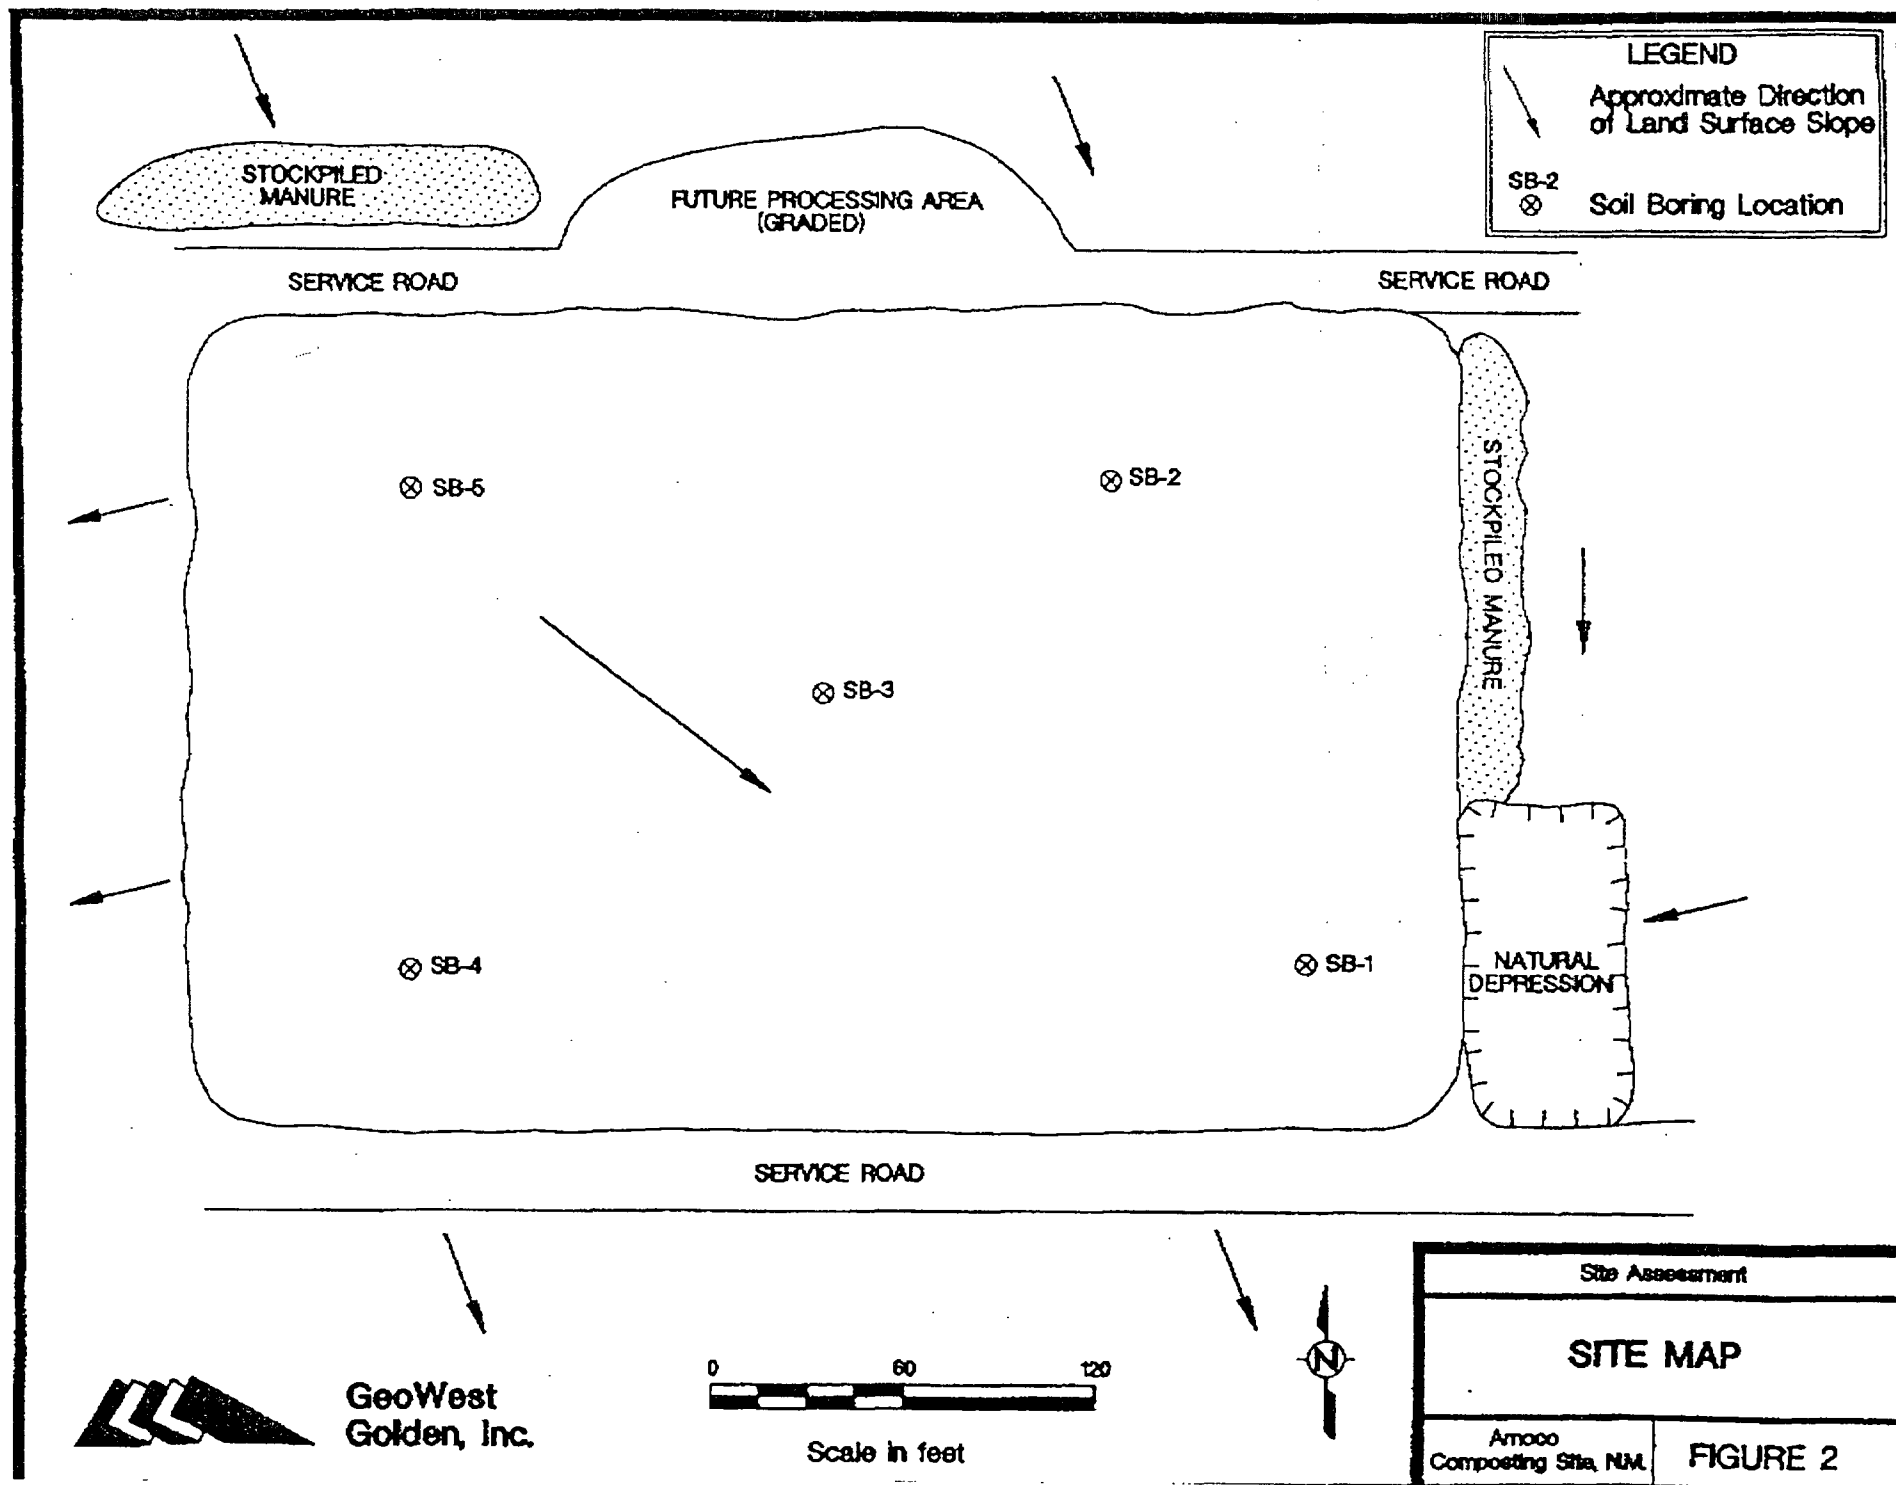 LEGEND
Approximate Direction
of Land Surface Slope
SB-2
Soil Boring Location
STOCKPILED
MANURE
FUTURE PROCESSING AREA
(GRADED)
SERVICE ROAD
SERVICE ROAD
SB-5
SB-2
STOCKPILED MANURE
SB-3
SB-4
SB-1
NATURAL
DEPRESSION
SERVICE ROAD
GeoWest
Golden, Inc.
0 60 120
Scale in feet
N
Site Assessment
SITE MAP
Amoco
Composting Site, N.M.
FIGURE 2